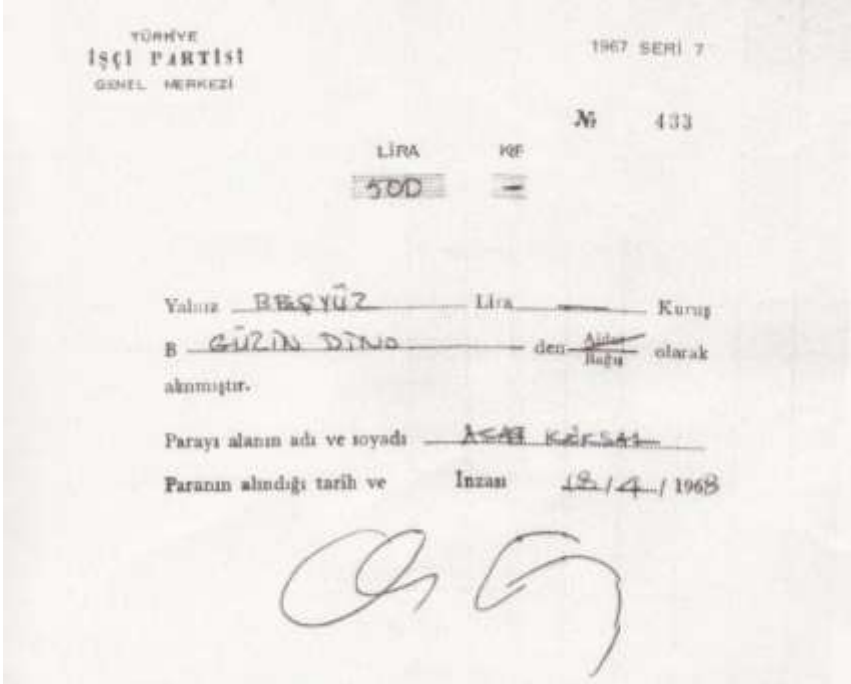 TÜRKİYE
İŞÇİ PARTİSİ
GENEL MERKEZİ
1967 SERİ 7
№ 433
LİRA KR
500 —
Yalnız BEŞYÜZ Lira — Kuruş
B GÜZİN DİNO den Aidat
Bağış olarak
alınmıştır.
Parayı alanın adı ve soyadı KÖKSAL
Paranın alındığı tarih ve İmzası 18/4/1968